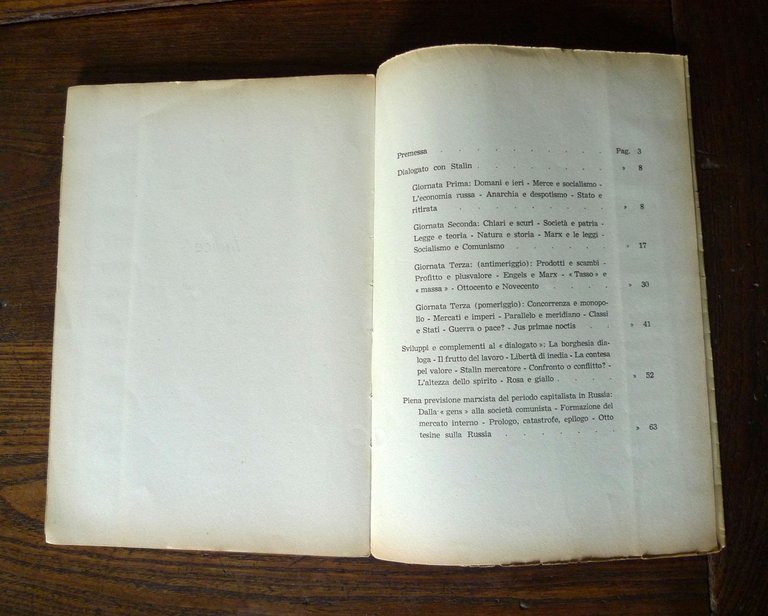 Premessa . . . . . . . . Pag. 3
Dialogato con Stalin . . . . . . . » 8
Giornata Prima: Domani e ieri - Merce e socialismo -
L'economia russa - Anarchia e despotismo - Stato e
ritirata . . . . . . . . » 8
Giornata Seconda: Chiari e scuri - Società e patria -
Legge e teoria - Natura e storia - Marx e le leggi -
Socialismo e Comunismo . . . . . » 17
Giornata Terza: (antimeriggio): Prodotti e scambi -
Profitto e plusvalore - Engels e Marx - « Tasso » e
« massa » - Ottocento e Novecento . . . . » 30
Giornata Terza (pomeriggio): Concorrenza e monopo-
lio - Mercati e imperi - Parallelo e meridiano - Classi
e Stati - Guerra o pace? - Jus primae noctis . . » 41
Sviluppi e complementi al « dialogato »: La borghesia dia-
loga - Il frutto del lavoro - Libertà di inedia - La contesa
pel valore - Stalin mercatore - Confronto o conflitto? -
L'altezza dello spirito - Rosa e giallo . . . . » 52
Piena previsione marxista del periodo capitalista in Russia:
Dalla « gens » alla società comunista - Formazione del
mercato interno - Prologo, catastrofe, epilogo - Otto
tesine sulla Russia . . . . . . . » 63